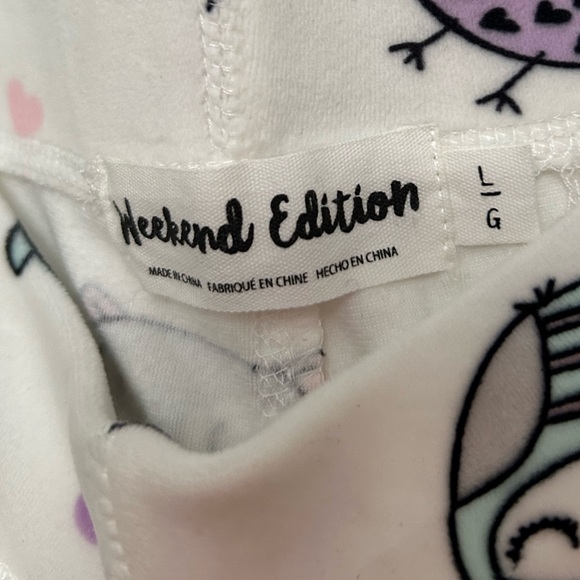 Weekend Edition
MADE IN CHINA FABRIQUÉ EN CHINE HECHO EN CHINA
L
G